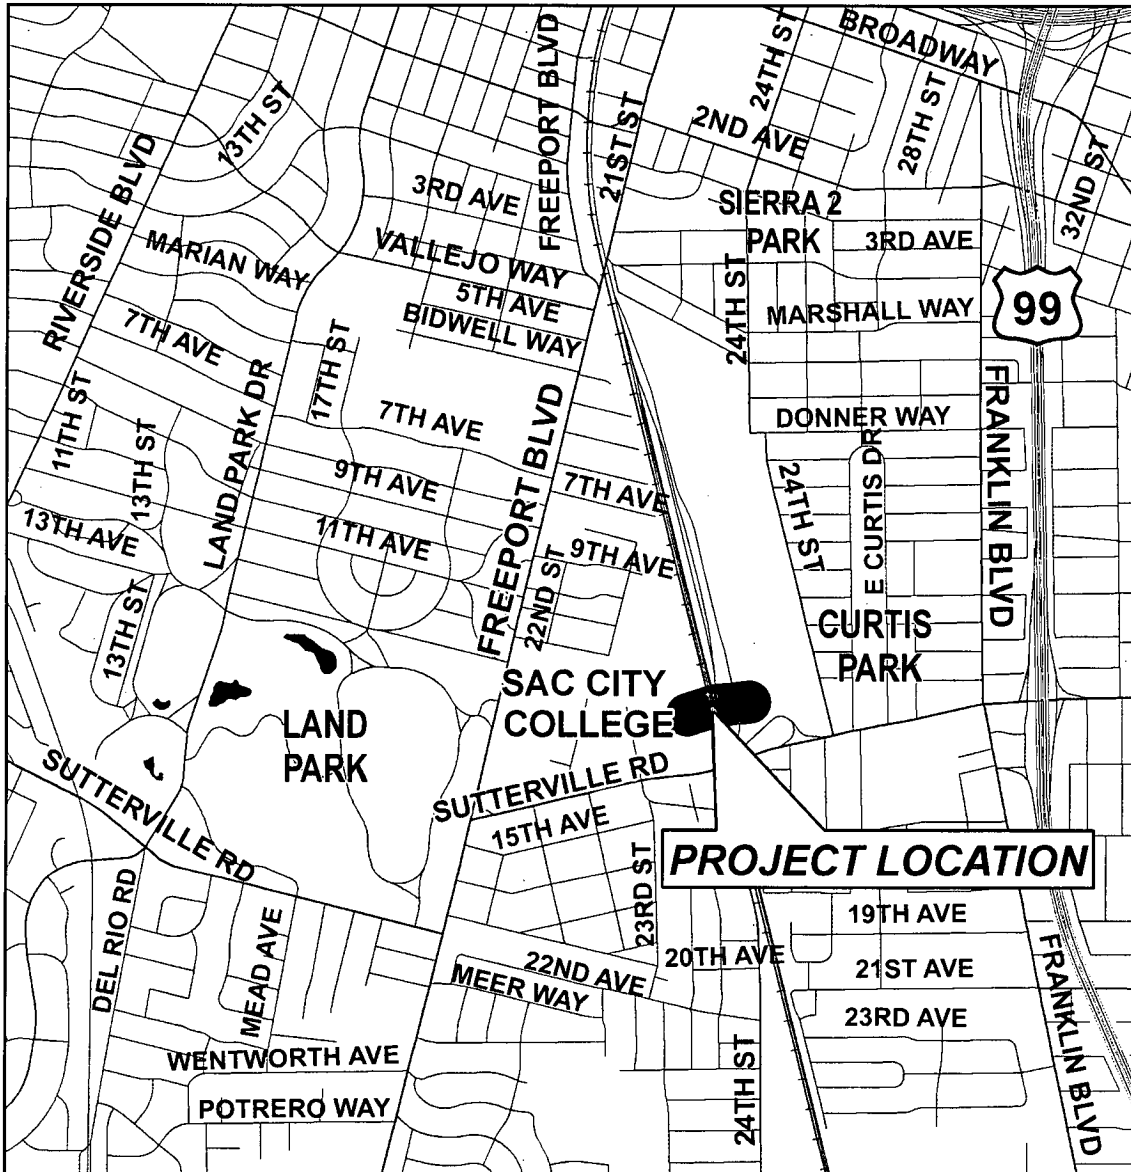 BROADWAY
24TH ST
FREEPORT BLVD
13TH ST
28TH ST
2ND AVE
21ST ST
32ND ST
RIVERSIDE BLVD
3RD AVE
SIERRA 2
PARK
3RD AVE
MARIAN WAY
VALLEJO WAY
5TH AVE
BIDWELL WAY
24TH ST
MARSHALL WAY
99
7TH AVE
17TH ST
LAND PARK DR
FREEPORT BLVD
7TH AVE
DONNER WAY
FRANKLIN BLVD
11TH ST
13TH ST
9TH AVE
7TH AVE
24TH ST
E CURTIS DR
13TH AVE
11TH AVE
22ND ST
9TH AVE
13TH ST
CURTIS
PARK
SAC CITY
COLLEGE
LAND
PARK
SUTTERVILLE RD
SUTTERVILLE RD
15TH AVE
PROJECT LOCATION
23RD ST
19TH AVE
DEL RIO RD
MEAD AVE
20TH AVE
22ND AVE
MEER WAY
21ST AVE
FRANKLIN BLVD
23RD AVE
WENTWORTH AVE
24TH ST
POTRERO WAY